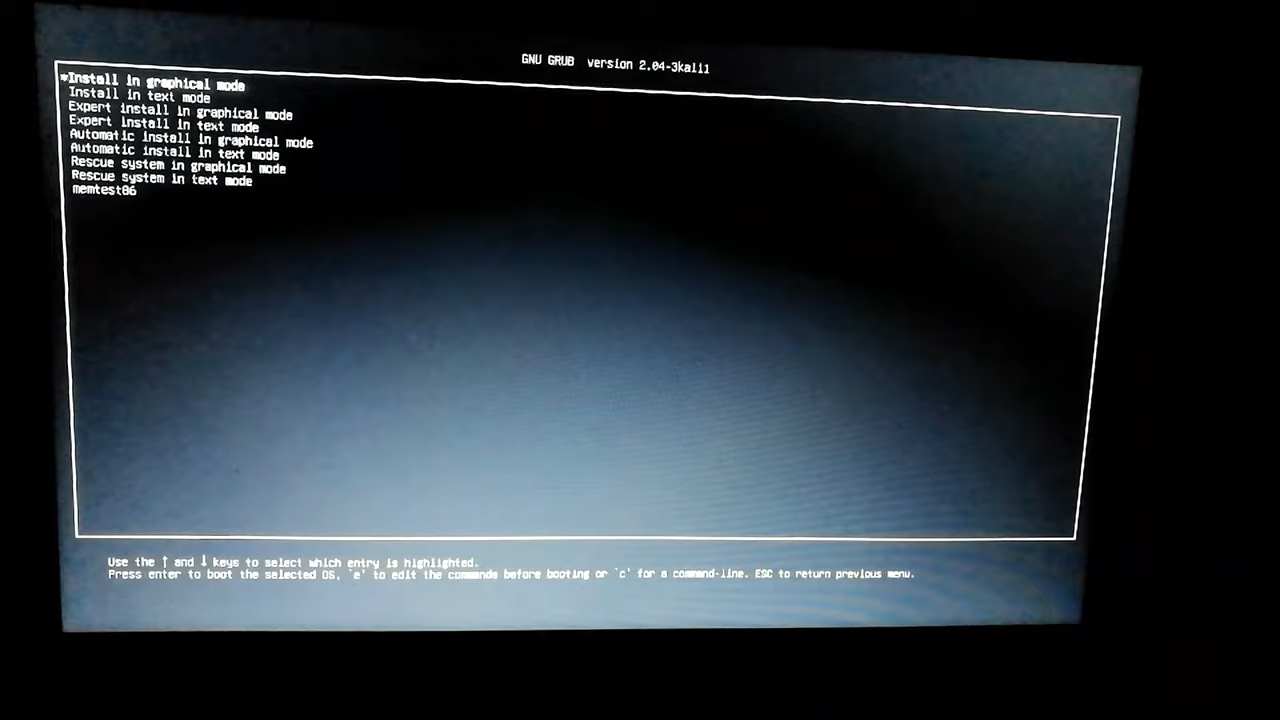 GNU GRUB version 2.04-3kali1
*Install in graphical mode
Install in text mode
Expert install in graphical mode
Expert install in text mode
Automatic install in graphical mode
Automatic install in text mode
Rescue system in graphical mode
Rescue system in text mode
memtest86
Use the ↑ and ↓ keys to select which entry is highlighted.
Press enter to boot the selected OS, `e' to edit the commands before booting or `c' for a command-line. ESC to return previous menu.